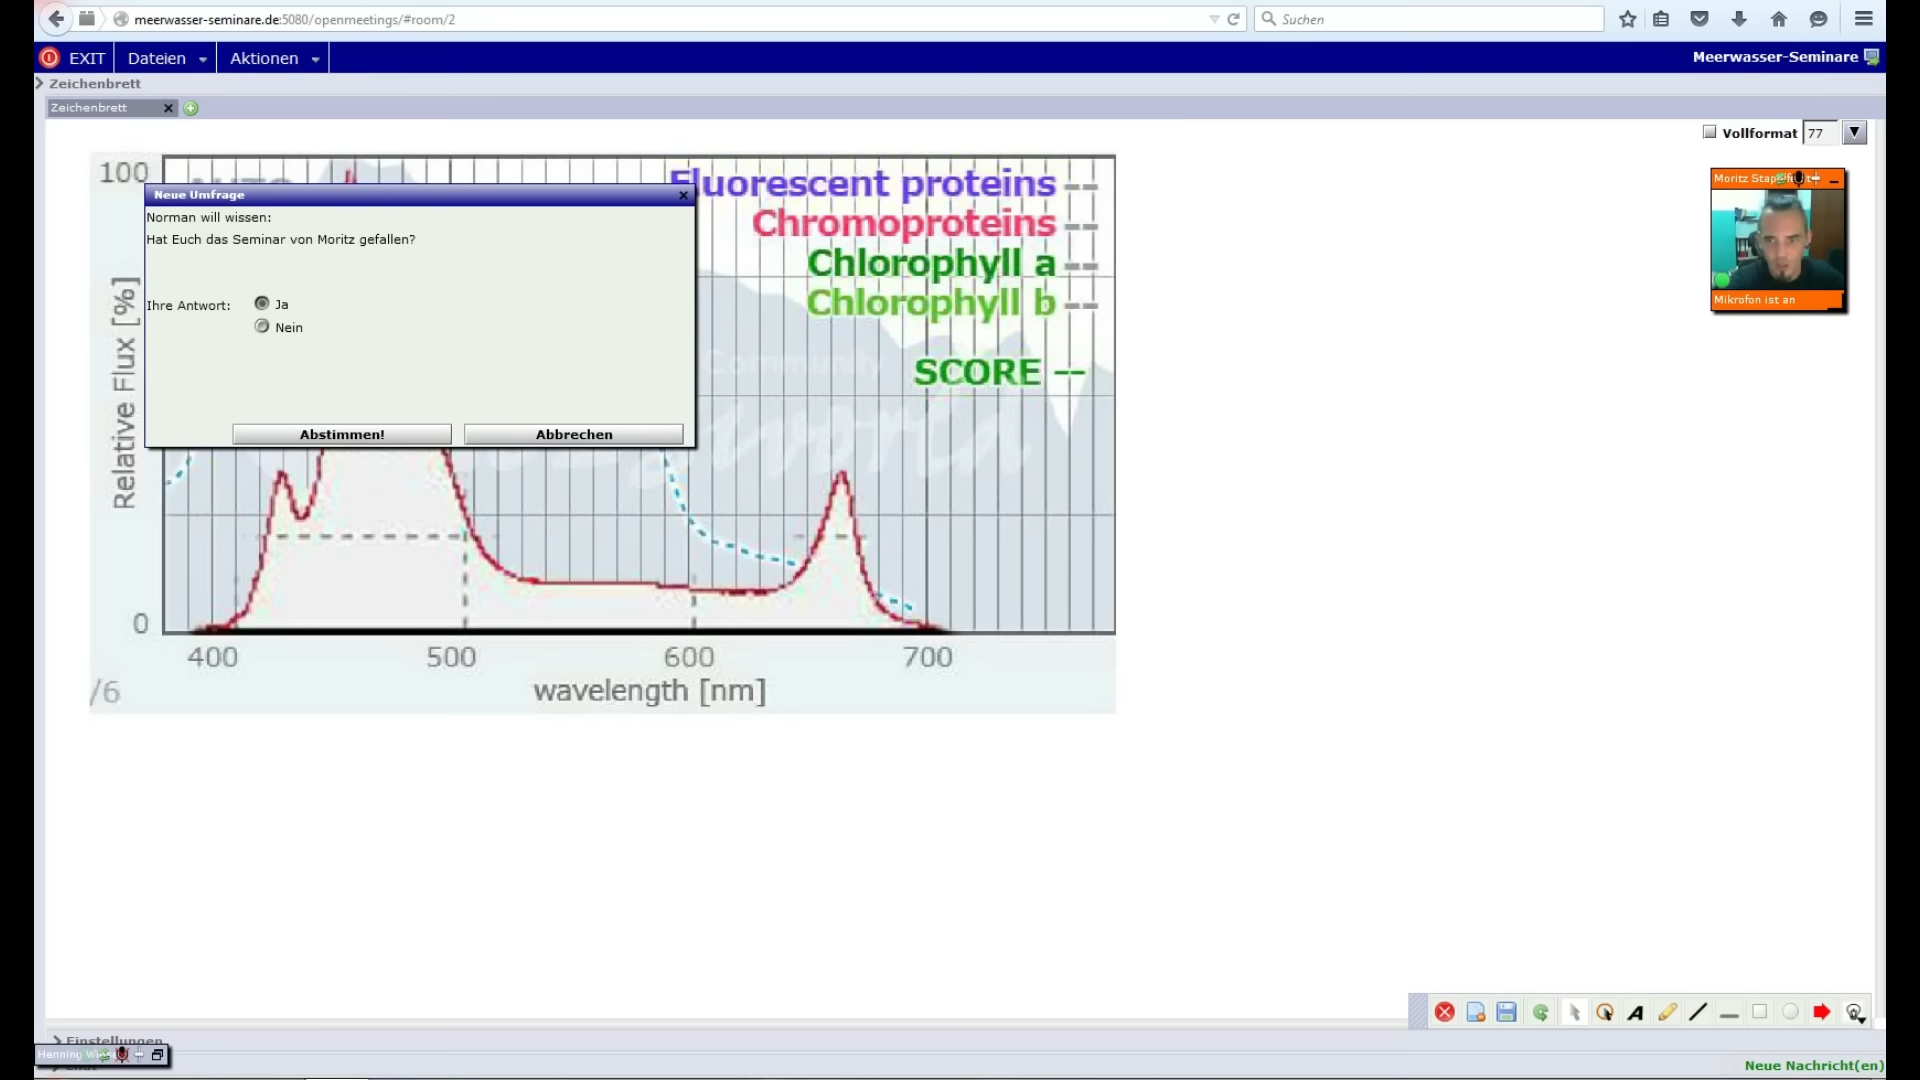 meerwasser-seminare.de:5080/openmeetings/#room/2
Suchen
EXIT
Dateien
Aktionen
Meerwasser-Seminare
Zeichenbrett
Zeichenbrett
Vollformat 77
100
Fluorescent proteins --
Chromoproteins --
Chlorophyll a --
Chlorophyll b --
Community
SCORE --
Neue Umfrage
Norman will wissen:
Hat Euch das Seminar von Moritz gefallen?
Ihre Antwort:
Ja
Nein
Abstimmen!
Abbrechen
Relative Flux [%]
0
400 500 600 700
wavelength [nm]
/6
Moritz
Mikrofon ist an
Einstellungen
Henning
Neue Nachricht(en)